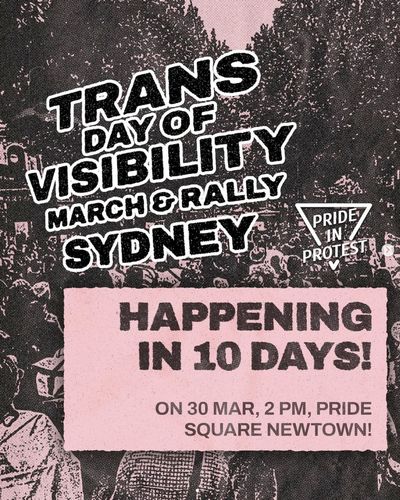 TRANS
DAY OF
VISIBILITY
MARCH & RALLY
SYDNEY
PRIDE
IN
PROTEST
HAPPENING
IN 10 DAYS!
ON 30 MAR, 2 PM, PRIDE
SQUARE NEWTOWN!